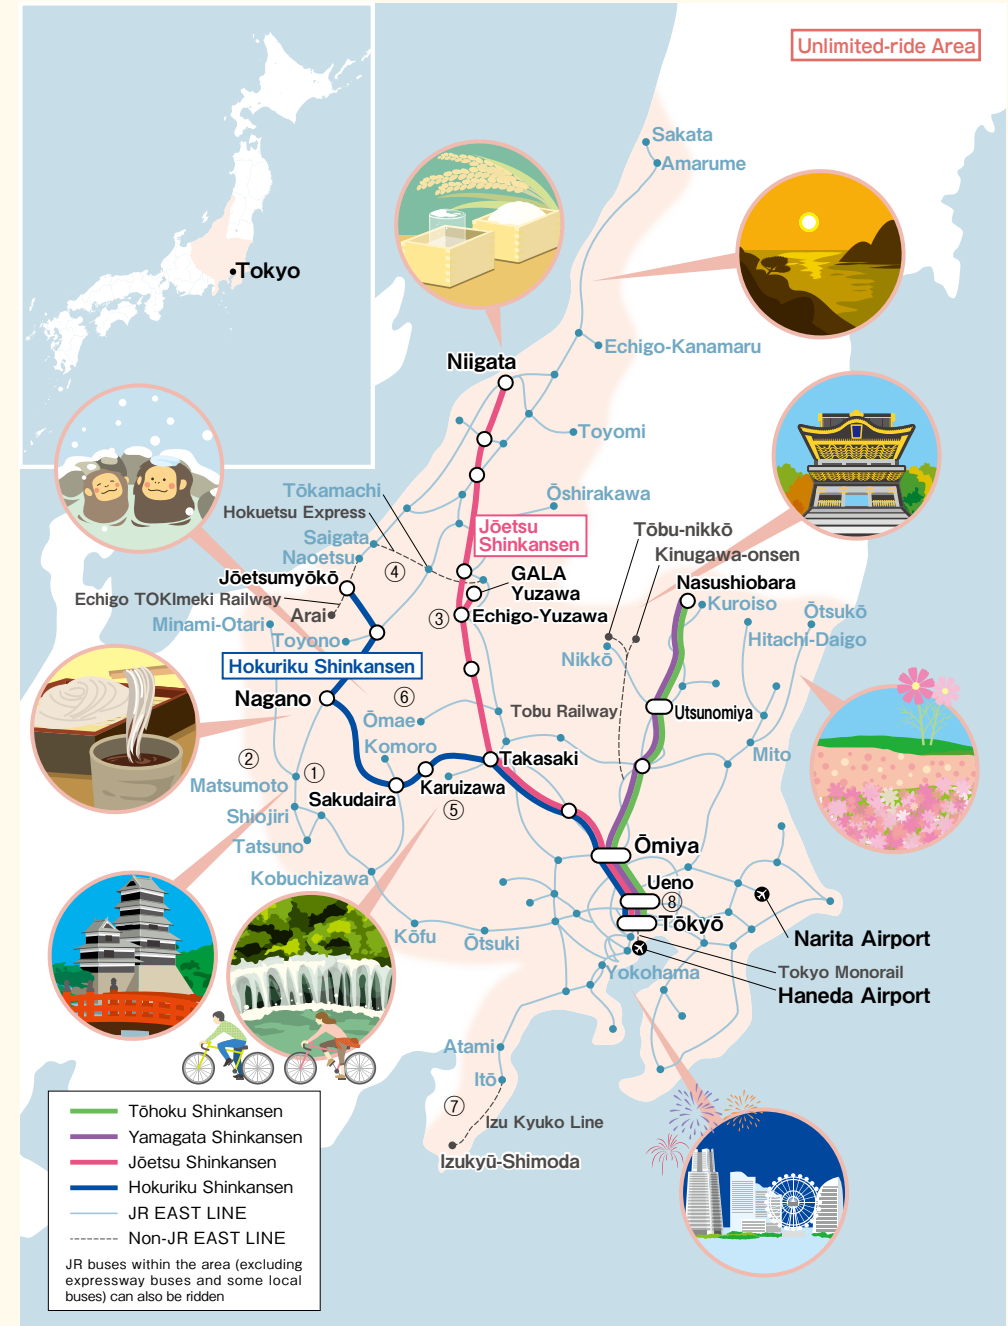 Unlimited-ride Area
Tokyo
Sakata
Amarume
Echigo-Kanamaru
Niigata
Toyomi
Tōkamachi
Ōshirakawa
Hokuetsu Express
Jōetsu
Shinkansen
Saigata
Naoetsu
Tōbu-nikkō
Kinugawa-onsen
④
Jōetsumyōkō
GALA
Yuzawa
Nasushiobara
Echigo TOKImeki Railway
Kuroiso
Arai
③
Echigo-Yuzawa
Ōtsukō
Minami-Otari
Toyono
Hitachi-Daigo
Hokuriku Shinkansen
Nikkō
Nagano
⑥
Ōmae
Tobu Railway
Utsunomiya
Komoro
②
①
Takasaki
Mito
Matsumoto
Sakudaira
Karuizawa
⑤
Shiojiri
Tatsuno
Ōmiya
Kobuchizawa
Ueno
⑧
Tōkyō
Kōfu
Ōtsuki
Narita Airport
Yokohama
Tokyo Monorail
Haneda Airport
Atami
Itō
⑦
Izu Kyuko Line
Izukyū-Shimoda
Tōhoku Shinkansen
Yamagata Shinkansen
Jōetsu Shinkansen
Hokuriku Shinkansen
JR EAST LINE
Non-JR EAST LINE
JR buses within the area (excluding
expressway buses and some local
buses) can also be ridden